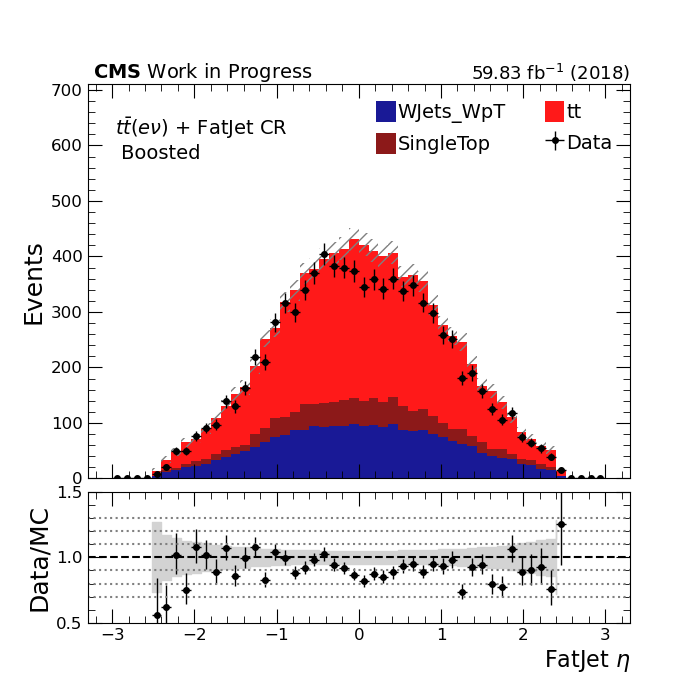 CMS Work in Progress 59.83 fb⁻¹ (2018)
tt̄(eν) + FatJet CR
Boosted
WJets_WpT tt
SingleTop Data
Events
700
600
500
400
300
200
100
0
Data/MC
1.5
1.0
0.5
−3 −2 −1 0 1 2 3
FatJet η